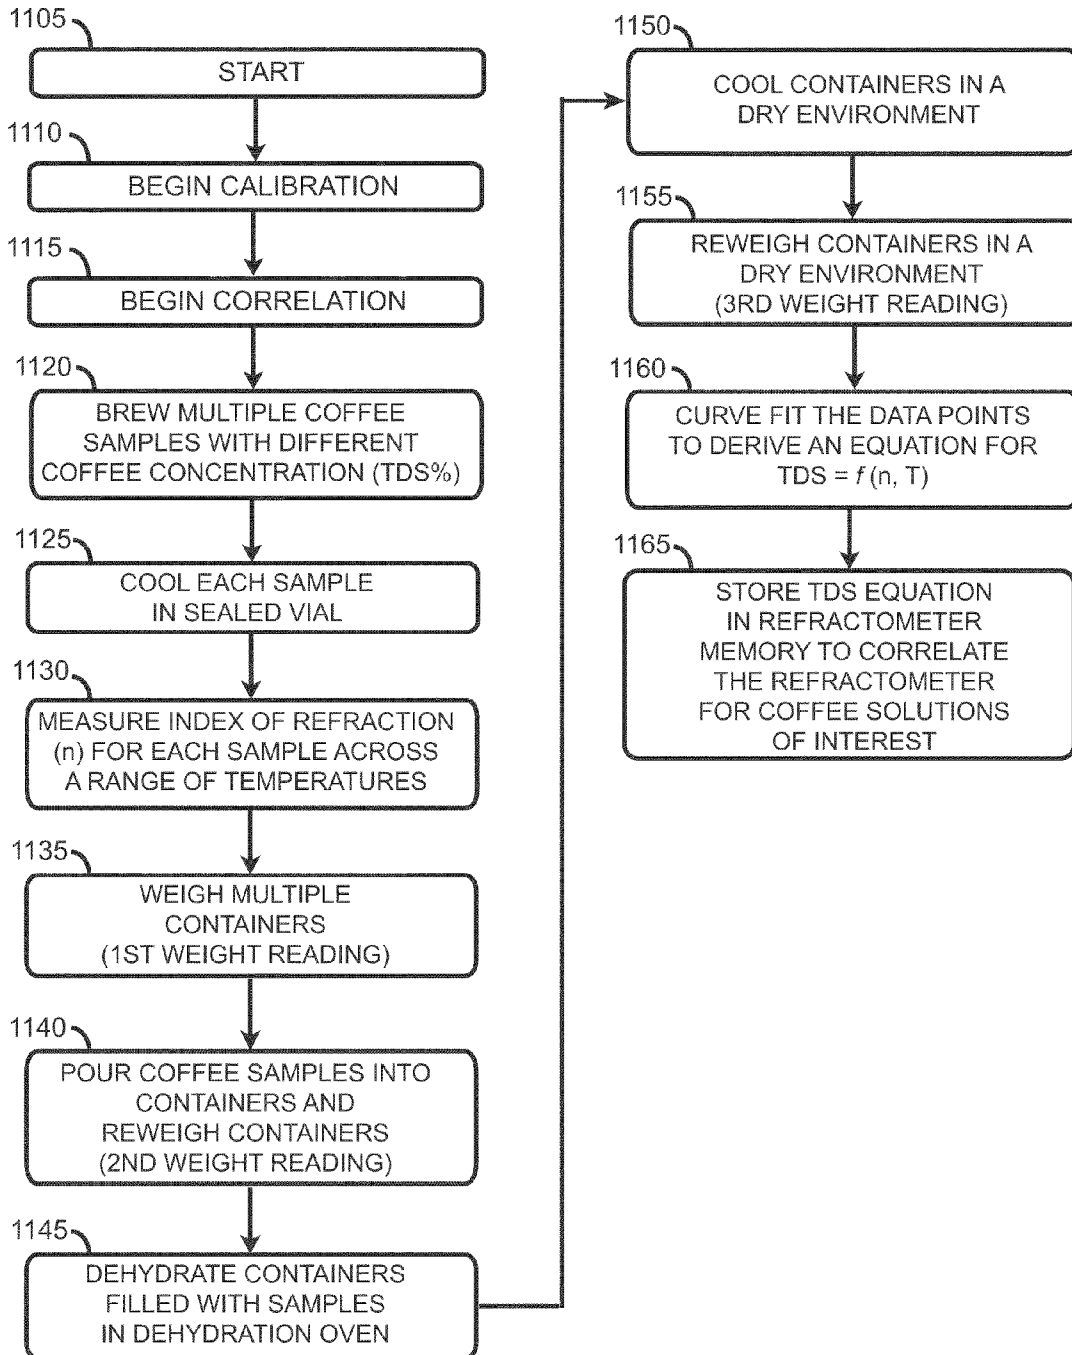 1105
START
1110
BEGIN CALIBRATION
1115
BEGIN CORRELATION
1120
BREW MULTIPLE COFFEE
SAMPLES WITH DIFFERENT
COFFEE CONCENTRATION (TDS%)
1125
COOL EACH SAMPLE
IN SEALED VIAL
1130
MEASURE INDEX OF REFRACTION
(n) FOR EACH SAMPLE ACROSS
A RANGE OF TEMPERATURES
1135
WEIGH MULTIPLE
CONTAINERS
(1ST WEIGHT READING)
1140
POUR COFFEE SAMPLES INTO
CONTAINERS AND
REWEIGH CONTAINERS
(2ND WEIGHT READING)
1145
DEHYDRATE CONTAINERS
FILLED WITH SAMPLES
IN DEHYDRATION OVEN
1150
COOL CONTAINERS IN A
DRY ENVIRONMENT
1155
REWEIGH CONTAINERS IN A
DRY ENVIRONMENT
(3RD WEIGHT READING)
1160
CURVE FIT THE DATA POINTS
TO DERIVE AN EQUATION FOR
TDS = f (n, T)
1165
STORE TDS EQUATION
IN REFRACTOMETER
MEMORY TO CORRELATE
THE REFRACTOMETER
FOR COFFEE SOLUTIONS
OF INTEREST